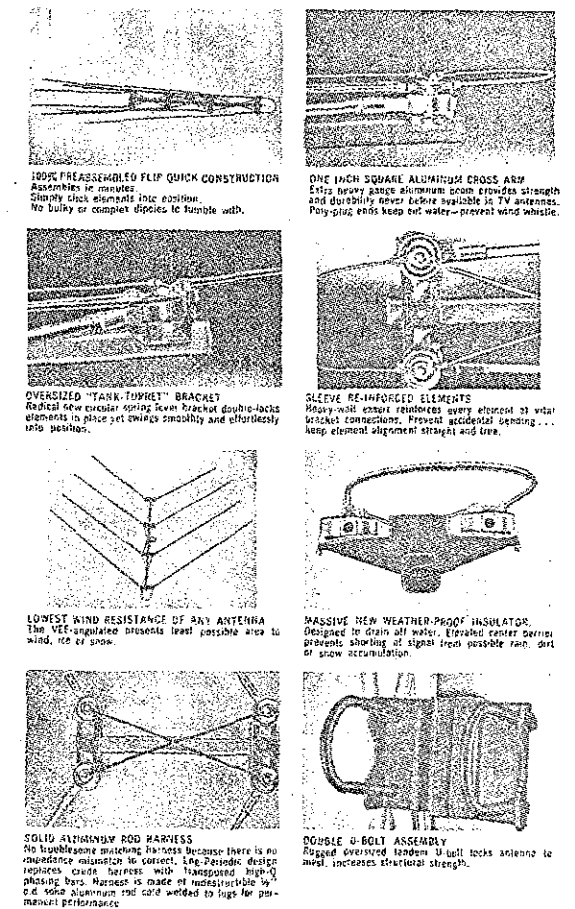 100% PREASSEMBLED FLIP QUICK CONSTRUCTION
Assembles in minutes.
Simply click elements into position.
No bulky or complex dipoles to fumble with.
ONE INCH SQUARE ALUMINUM CROSS ARM
Extra heavy gauge aluminum boom provides strength
and durability never before available in TV antennas.
Poly-plug ends keep out water—prevent wind whistle.
OVERSIZED "TANK-TURRET" BRACKET
Radical new circular spring lever bracket double-locks
elements in place yet swings smoothly and effortlessly
into position.
SLEEVE RE-INFORCED ELEMENTS
Heavy-wall reinforces every element at vital
bracket connections. Prevent accidental bending...
keep element alignment straight and true.
LOWEST WIND RESISTANCE OF ANY ANTENNA
The VEE-angulated presents least possible area to
wind, ice or snow.
MASSIVE NEW WEATHER-PROOF INSULATOR.
Designed to drain off water. Elevated center barrier
prevents shorting of signal from possible rain, dirt
or snow accumulation.
SOLID ALUMINUM ROD HARNESS
No troublesome matching harness because there is no
impedance mismatch to correct. Log-Periodic design
replaces crude harness with transposed high-Q
phasing bars. Harness is made of indestructible
o.d. solid aluminum rod cold welded to lugs for per-
manent performance
DOUBLE U-BOLT ASSEMBLY
Rugged oversized tandem U-bolt locks antenna to
mast, increases structural strength.